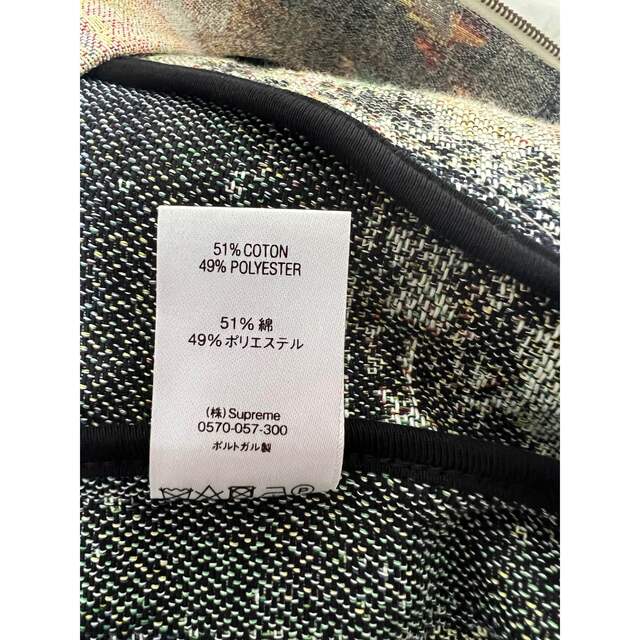 51% COTON
49% POLYESTER
51% 綿
49% ポリエステル
(株) Supreme
0570-057-300
ポルトガル製